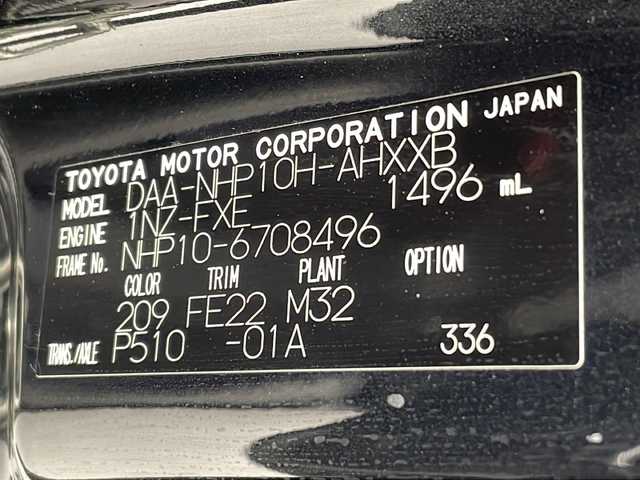 TOYOTA MOTOR CORPORATION JAPAN
MODEL DAA-NHP10H-AHXXB
ENGINE 1NZ-FXE 1496 mL
FRAME No. NHP10-6708496
COLOR TRIM PLANT OPTION
209 FE22 M32
TRANS./AXLE P510 -01A 336